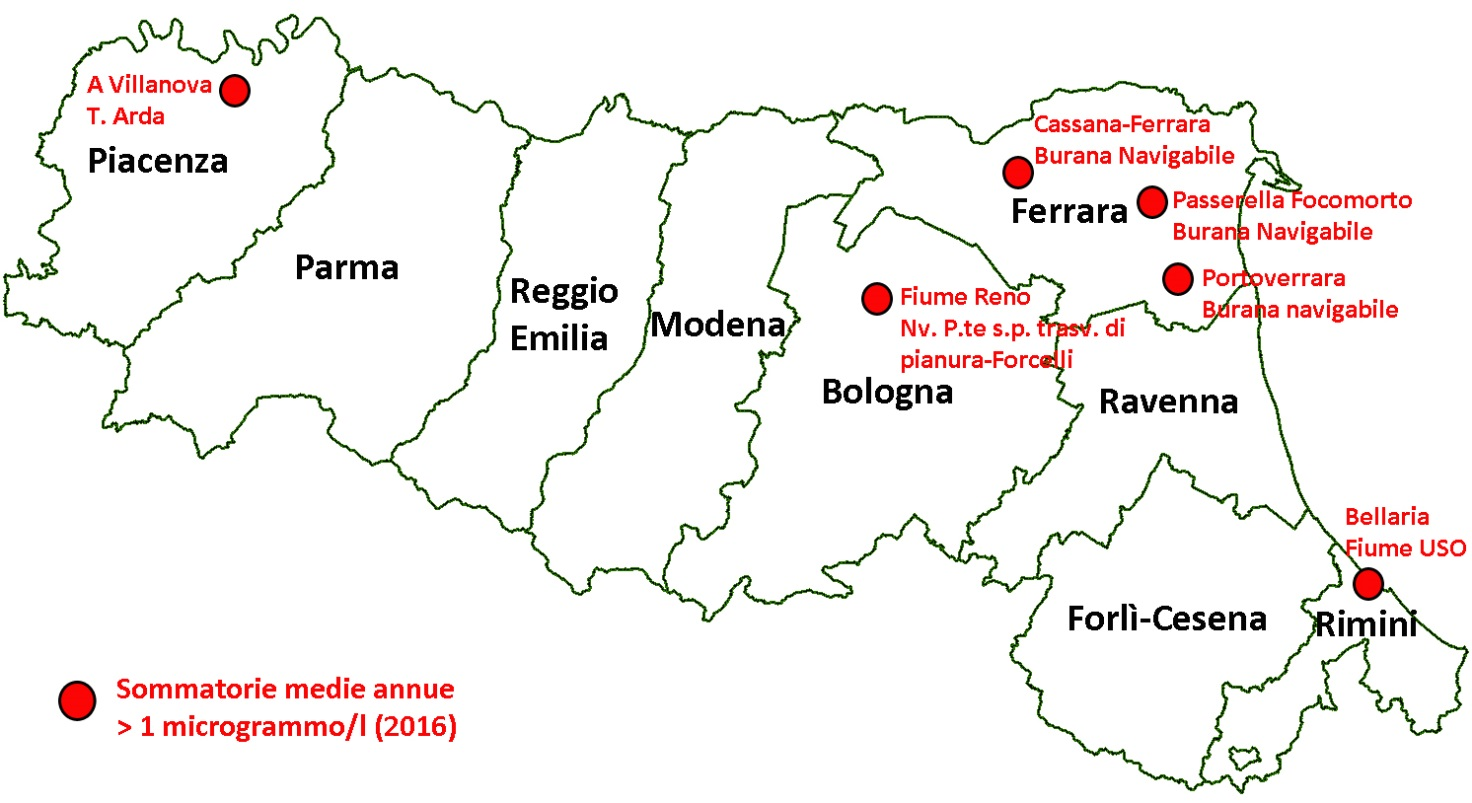 A Villanova
T. Arda
Piacenza
Parma
Reggio
Emilia
Modena
Cassana-Ferrara
Burana Navigabile
Ferrara
Passerella Focomorto
Burana Navigabile
Portoverrara
Burana navigabile
Fiume Reno
Nv. P.te s.p. trasv. di
pianura-Forcelli
Bologna
Ravenna
Bellaria
Fiume USO
Forlì-Cesena
Rimini
Sommatorie medie annue
> 1 microgrammo/l (2016)